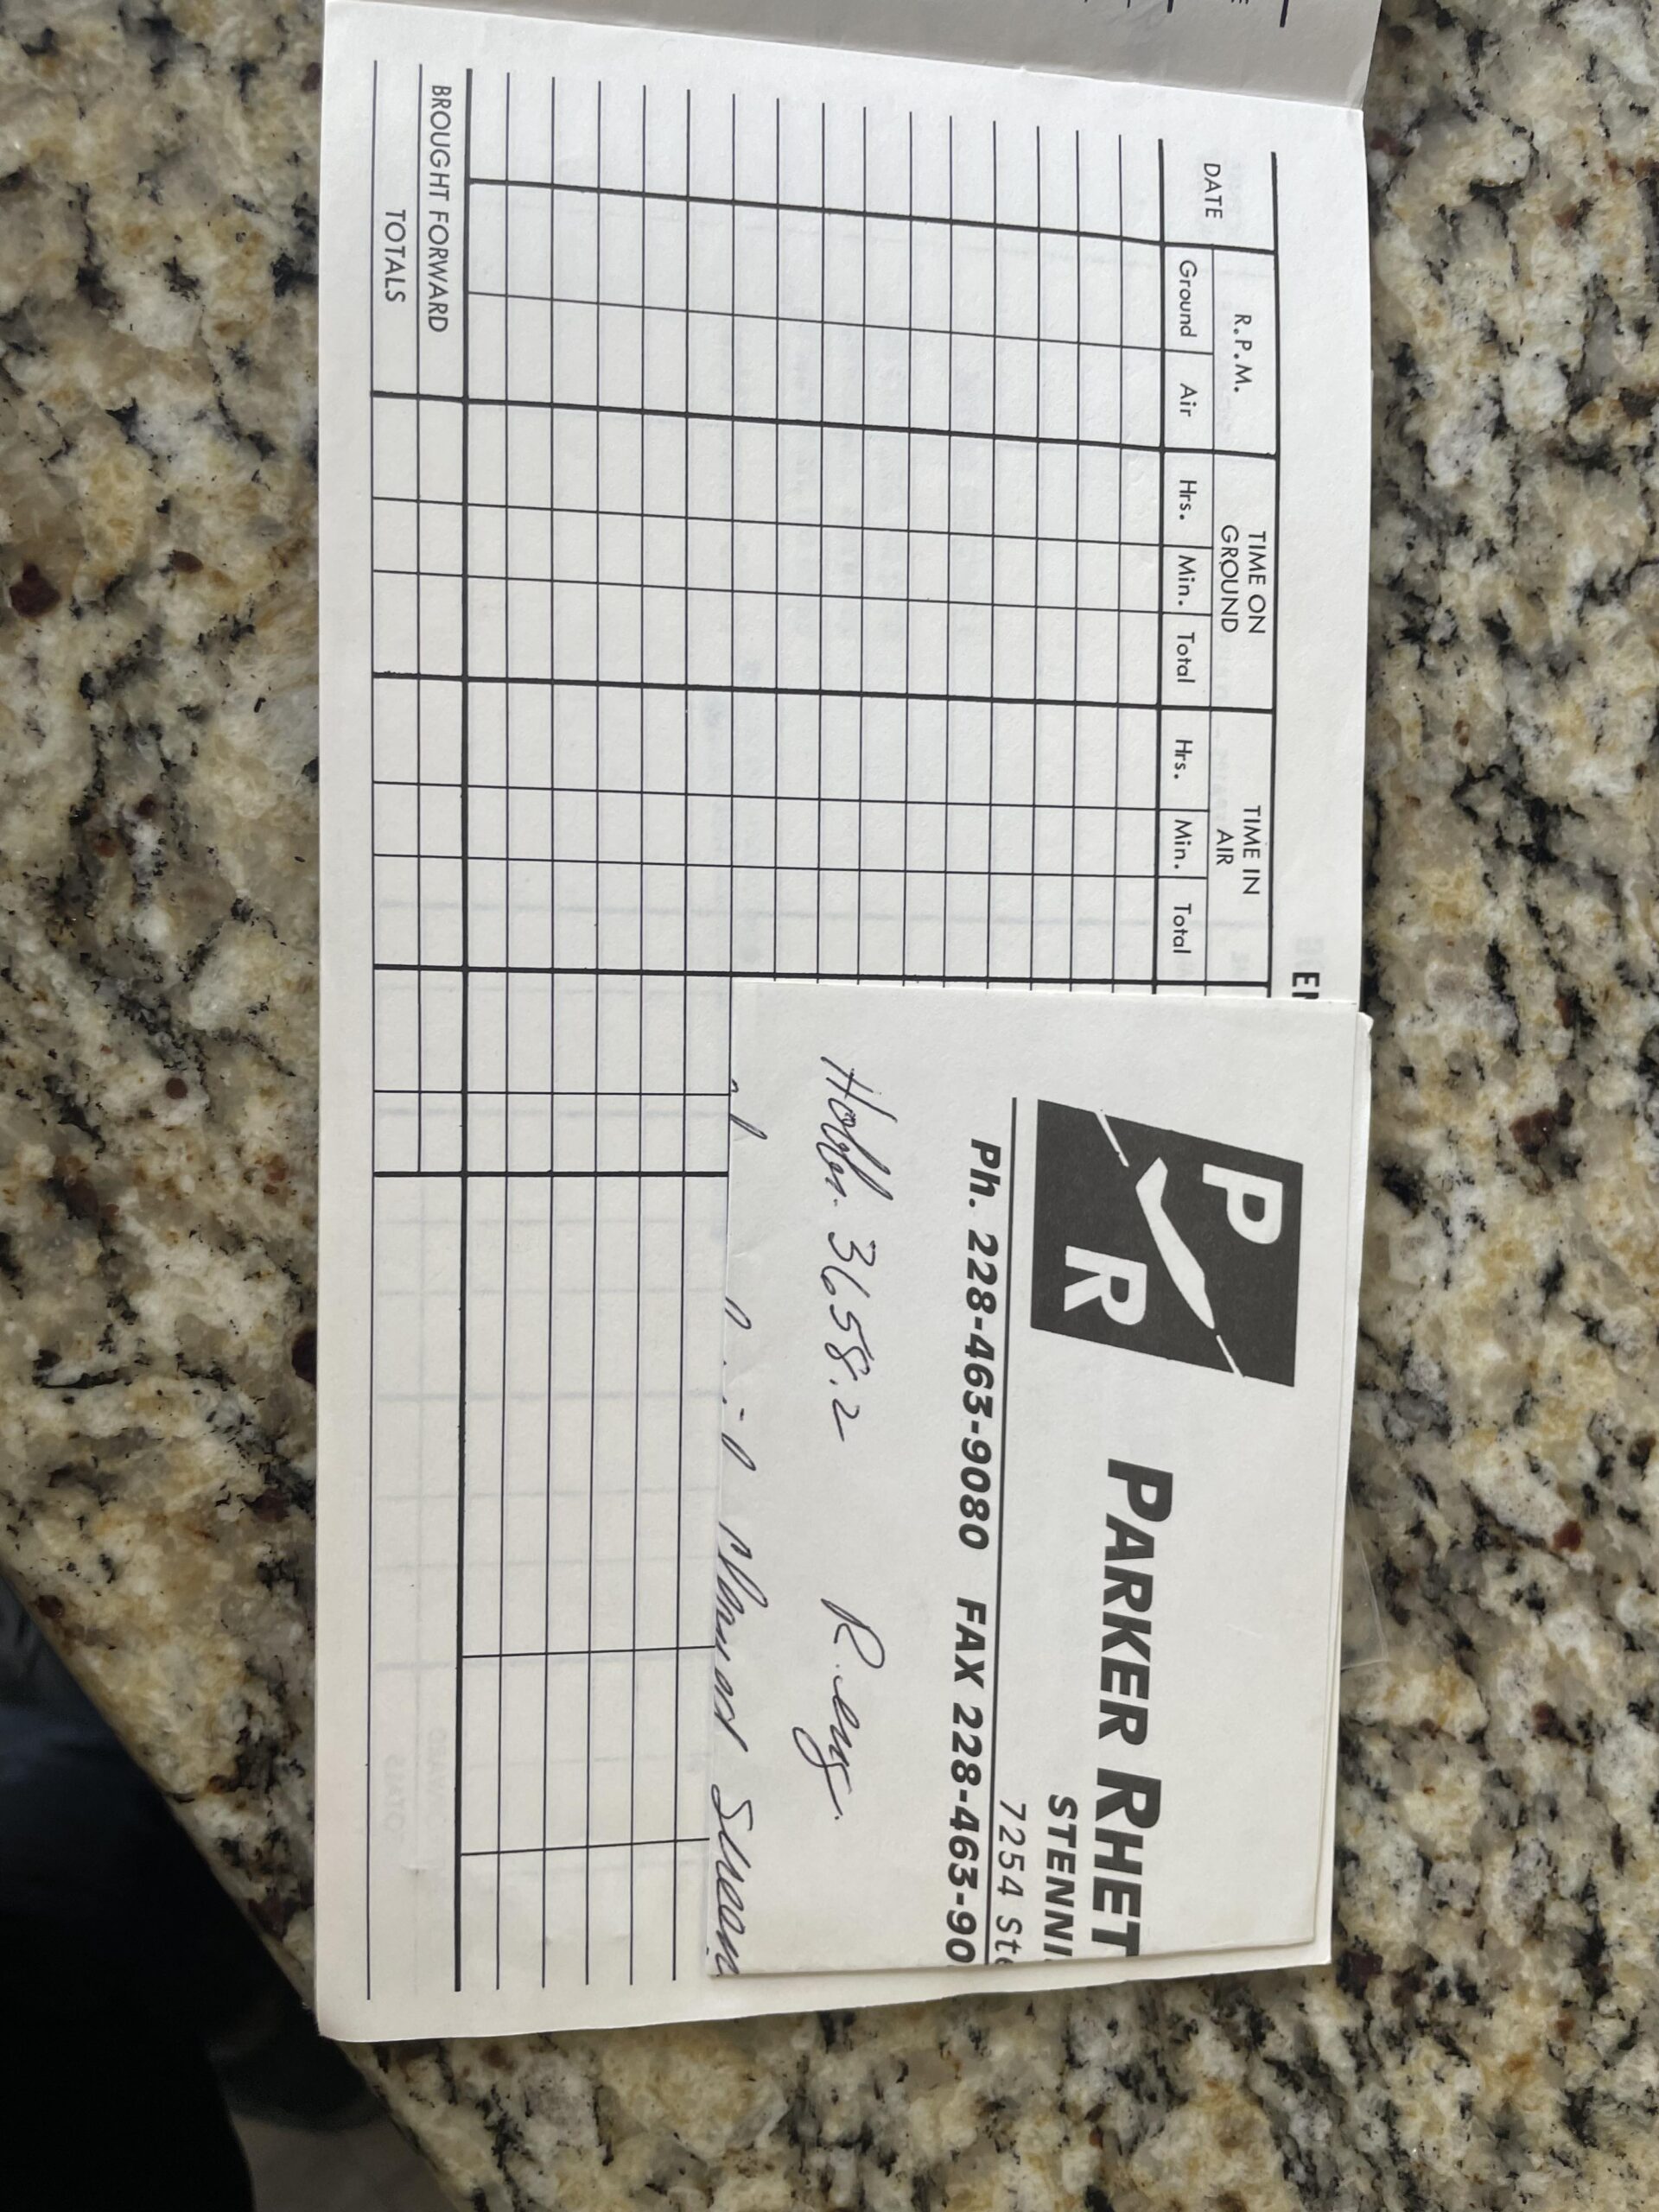 DATE
R.P.M.
TIME ON
GROUND
TIME IN
AIR
Ground Air Hrs. Min. Total Hrs. Min. Total
BROUGHT FORWARD
TOTALS
P R
PARKER RHET
STENNI
7254 St
Ph. 228-463-9080 FAX 228-463-90
Hobbs. 3658.2 R. eng.